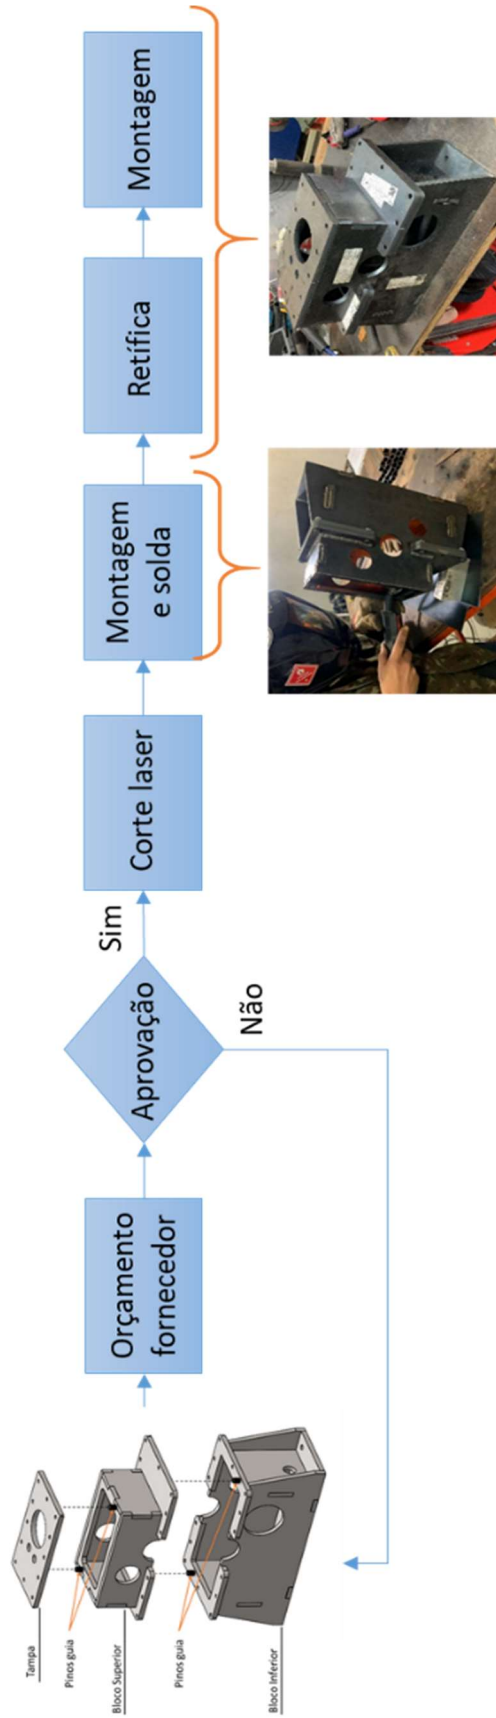 Tampa
Pinos guia
Bloco Superior
Pinos guia
Bloco Inferior
Orçamento
fornecedor
Aprovação
Sim
Não
Corte laser
Montagem
e solda
Retífica
Montagem